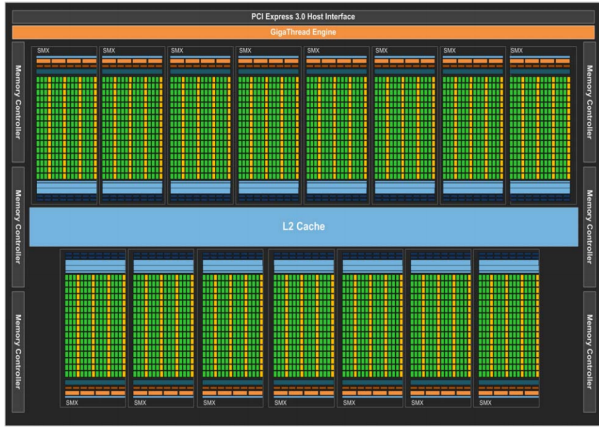 PCI Express 3.0 Host Interface
GigaThread Engine
SMX SMX SMX SMX SMX SMX SMX SMX
Memory Controller
Memory Controller
Memory Controller
Memory Controller
L2 Cache
Memory Controller
Memory Controller
SMX SMX SMX SMX SMX SMX SMX